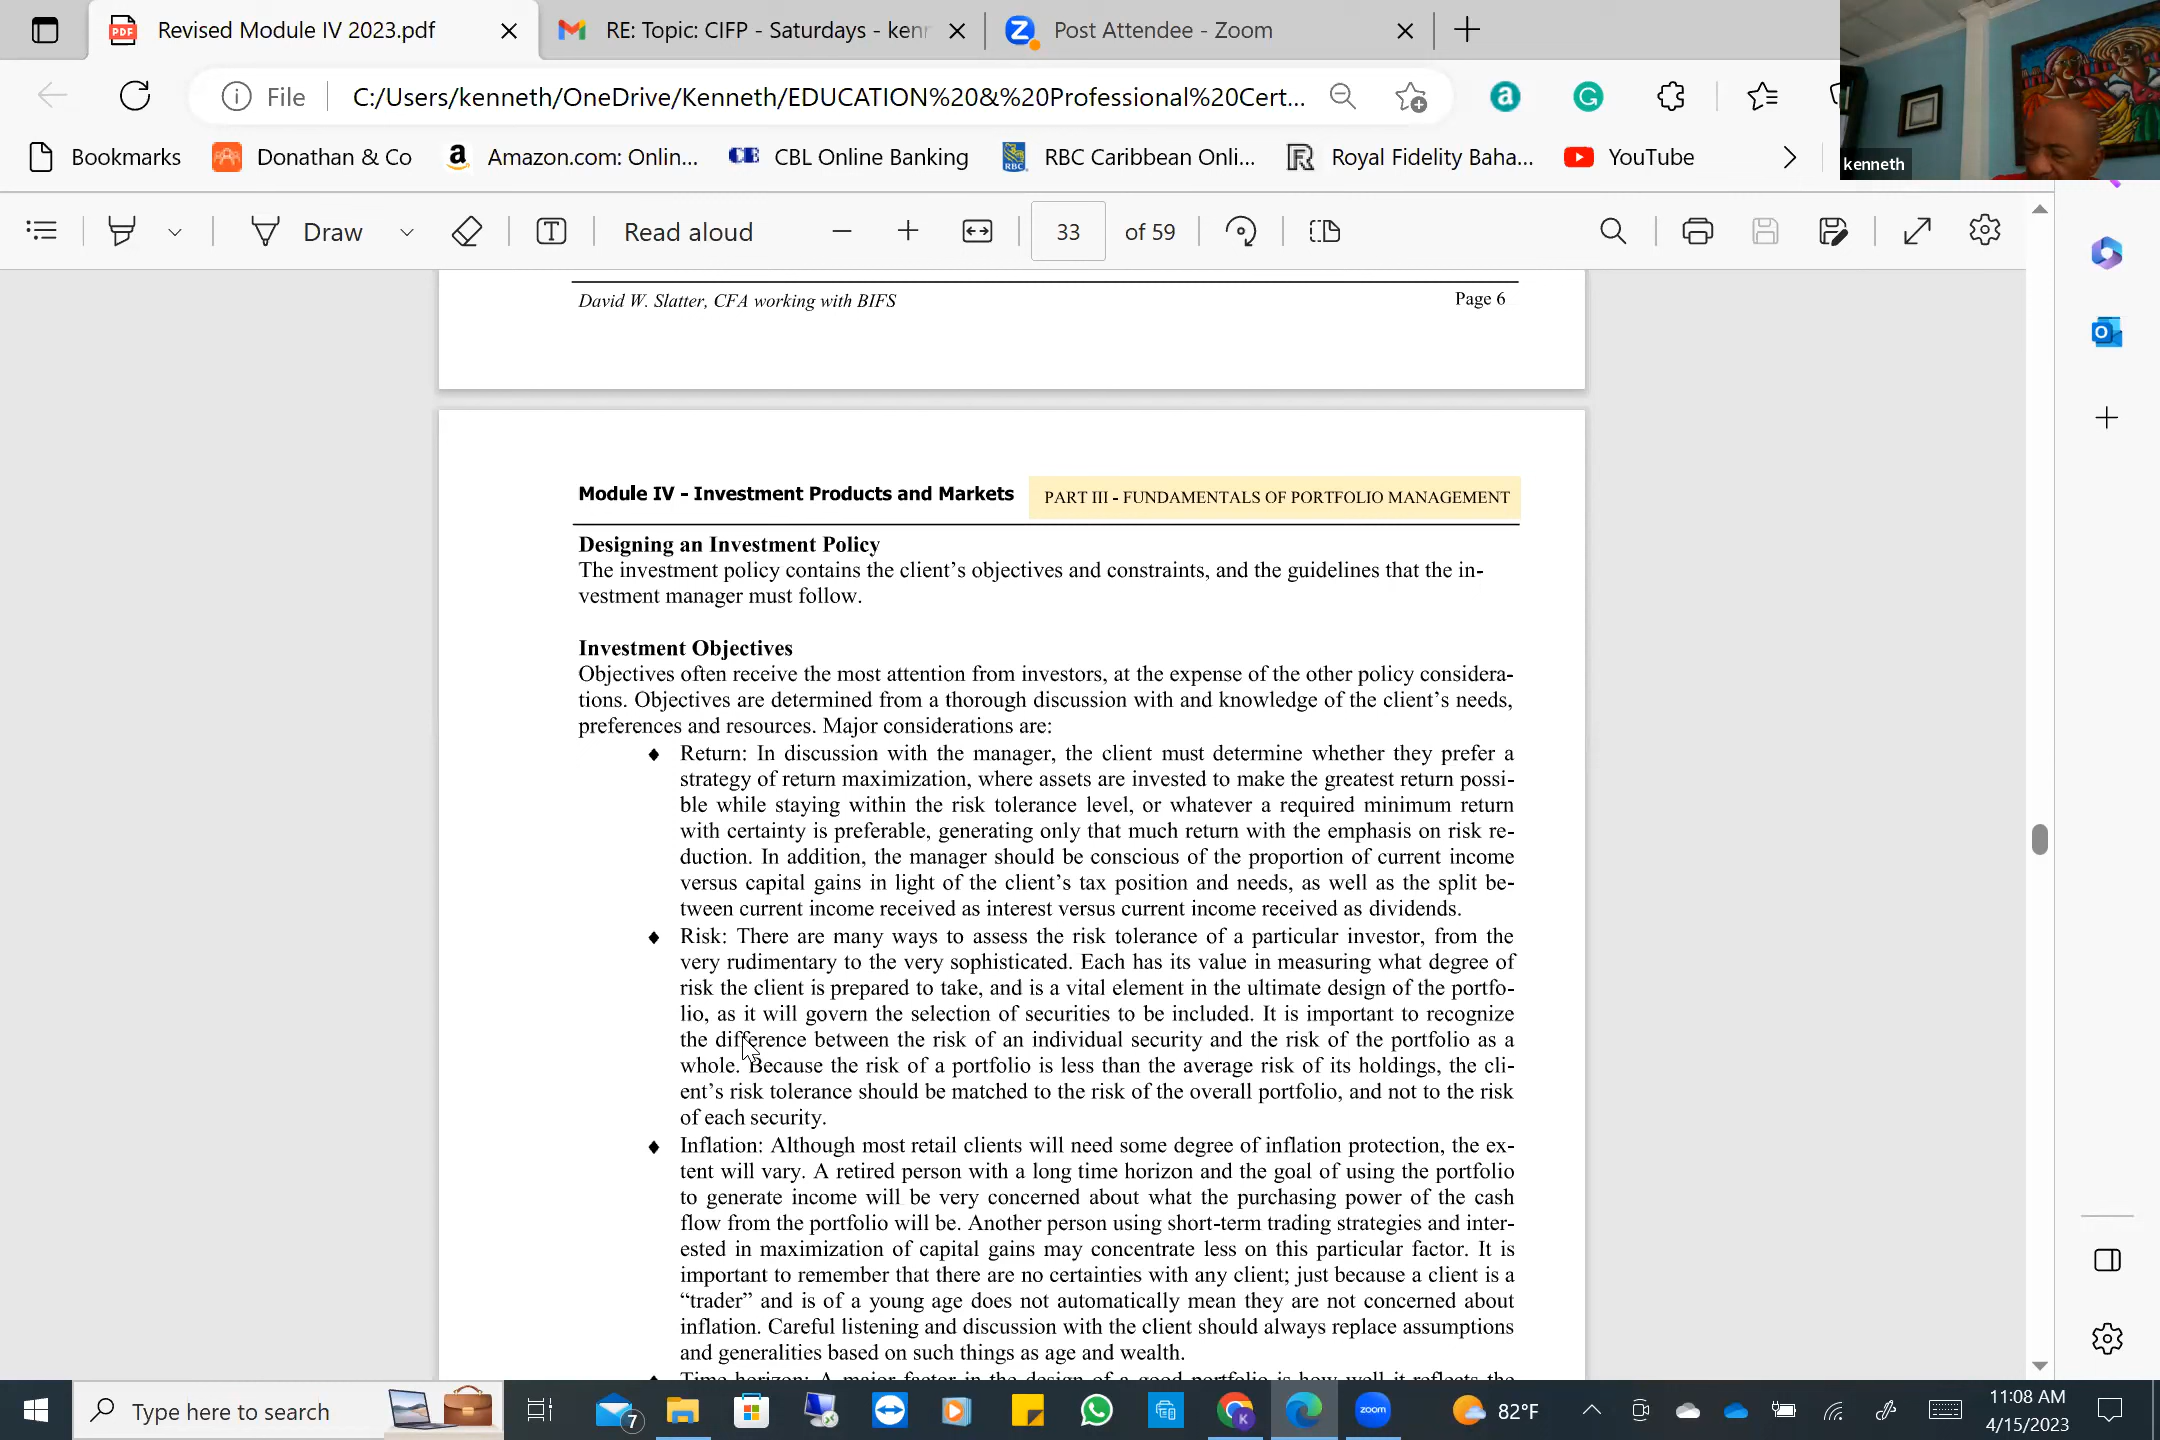 Revised Module IV 2023.pdf
RE: Topic: CIFP - Saturdays - ken
Post Attendee - Zoom
File
C:/Users/kenneth/OneDrive/Kenneth/EDUCATION%20&%20Professional%20Cert...
kenneth
Bookmarks
Donathan & Co
Amazon.com: Onlin...
CBL Online Banking
RBC Caribbean Onli...
Royal Fidelity Baha...
YouTube
Draw
Read aloud
33
of 59
David W. Slatter, CFA working with BIFS
Page 6
Module IV - Investment Products and Markets
PART III - FUNDAMENTALS OF PORTFOLIO MANAGEMENT
Designing an Investment Policy
The investment policy contains the client's objectives and constraints, and the guidelines that the in-
vestment manager must follow.
Investment Objectives
Objectives often receive the most attention from investors, at the expense of the other policy considera-
tions. Objectives are determined from a thorough discussion with and knowledge of the client's needs,
preferences and resources. Major considerations are:
♦ Return: In discussion with the manager, the client must determine whether they prefer a
strategy of return maximization, where assets are invested to make the greatest return possi-
ble while staying within the risk tolerance level, or whatever a required minimum return
with certainty is preferable, generating only that much return with the emphasis on risk re-
duction. In addition, the manager should be conscious of the proportion of current income
versus capital gains in light of the client's tax position and needs, as well as the split be-
tween current income received as interest versus current income received as dividends.
♦ Risk: There are many ways to assess the risk tolerance of a particular investor, from the
very rudimentary to the very sophisticated. Each has its value in measuring what degree of
risk the client is prepared to take, and is a vital element in the ultimate design of the portfo-
lio, as it will govern the selection of securities to be included. It is important to recognize
the difference between the risk of an individual security and the risk of the portfolio as a
whole. Because the risk of a portfolio is less than the average risk of its holdings, the cli-
ent's risk tolerance should be matched to the risk of the overall portfolio, and not to the risk
of each security.
♦ Inflation: Although most retail clients will need some degree of inflation protection, the ex-
tent will vary. A retired person with a long time horizon and the goal of using the portfolio
to generate income will be very concerned about what the purchasing power of the cash
flow from the portfolio will be. Another person using short-term trading strategies and inter-
ested in maximization of capital gains may concentrate less on this particular factor. It is
important to remember that there are no certainties with any client; just because a client is a
"trader" and is of a young age does not automatically mean they are not concerned about
inflation. Careful listening and discussion with the client should always replace assumptions
and generalities based on such things as age and wealth.
Time horizon: A major factor in the design of a good portfolio is how well it reflects the
Type here to search
7
zoom
82°F
11:08 AM
4/15/2023